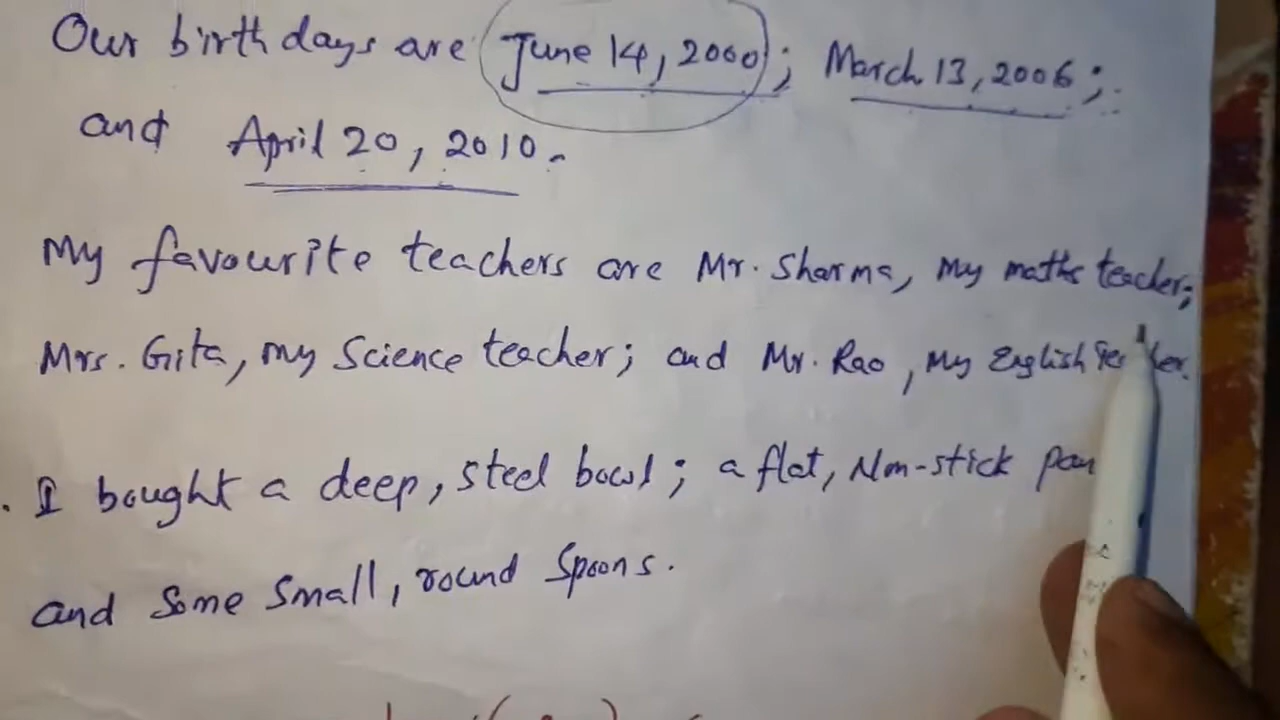 Our birthdays are June 14, 2000; March 13, 2006;
and April 20, 2010.
My favourite teachers are Mr. Sharma, My maths teacher;
Mrs. Gita, my Science teacher; and Mr. Rao, My English
. I bought a deep, steel bowl; a flat, Non-stick pan
and Some Small, round Spoons.